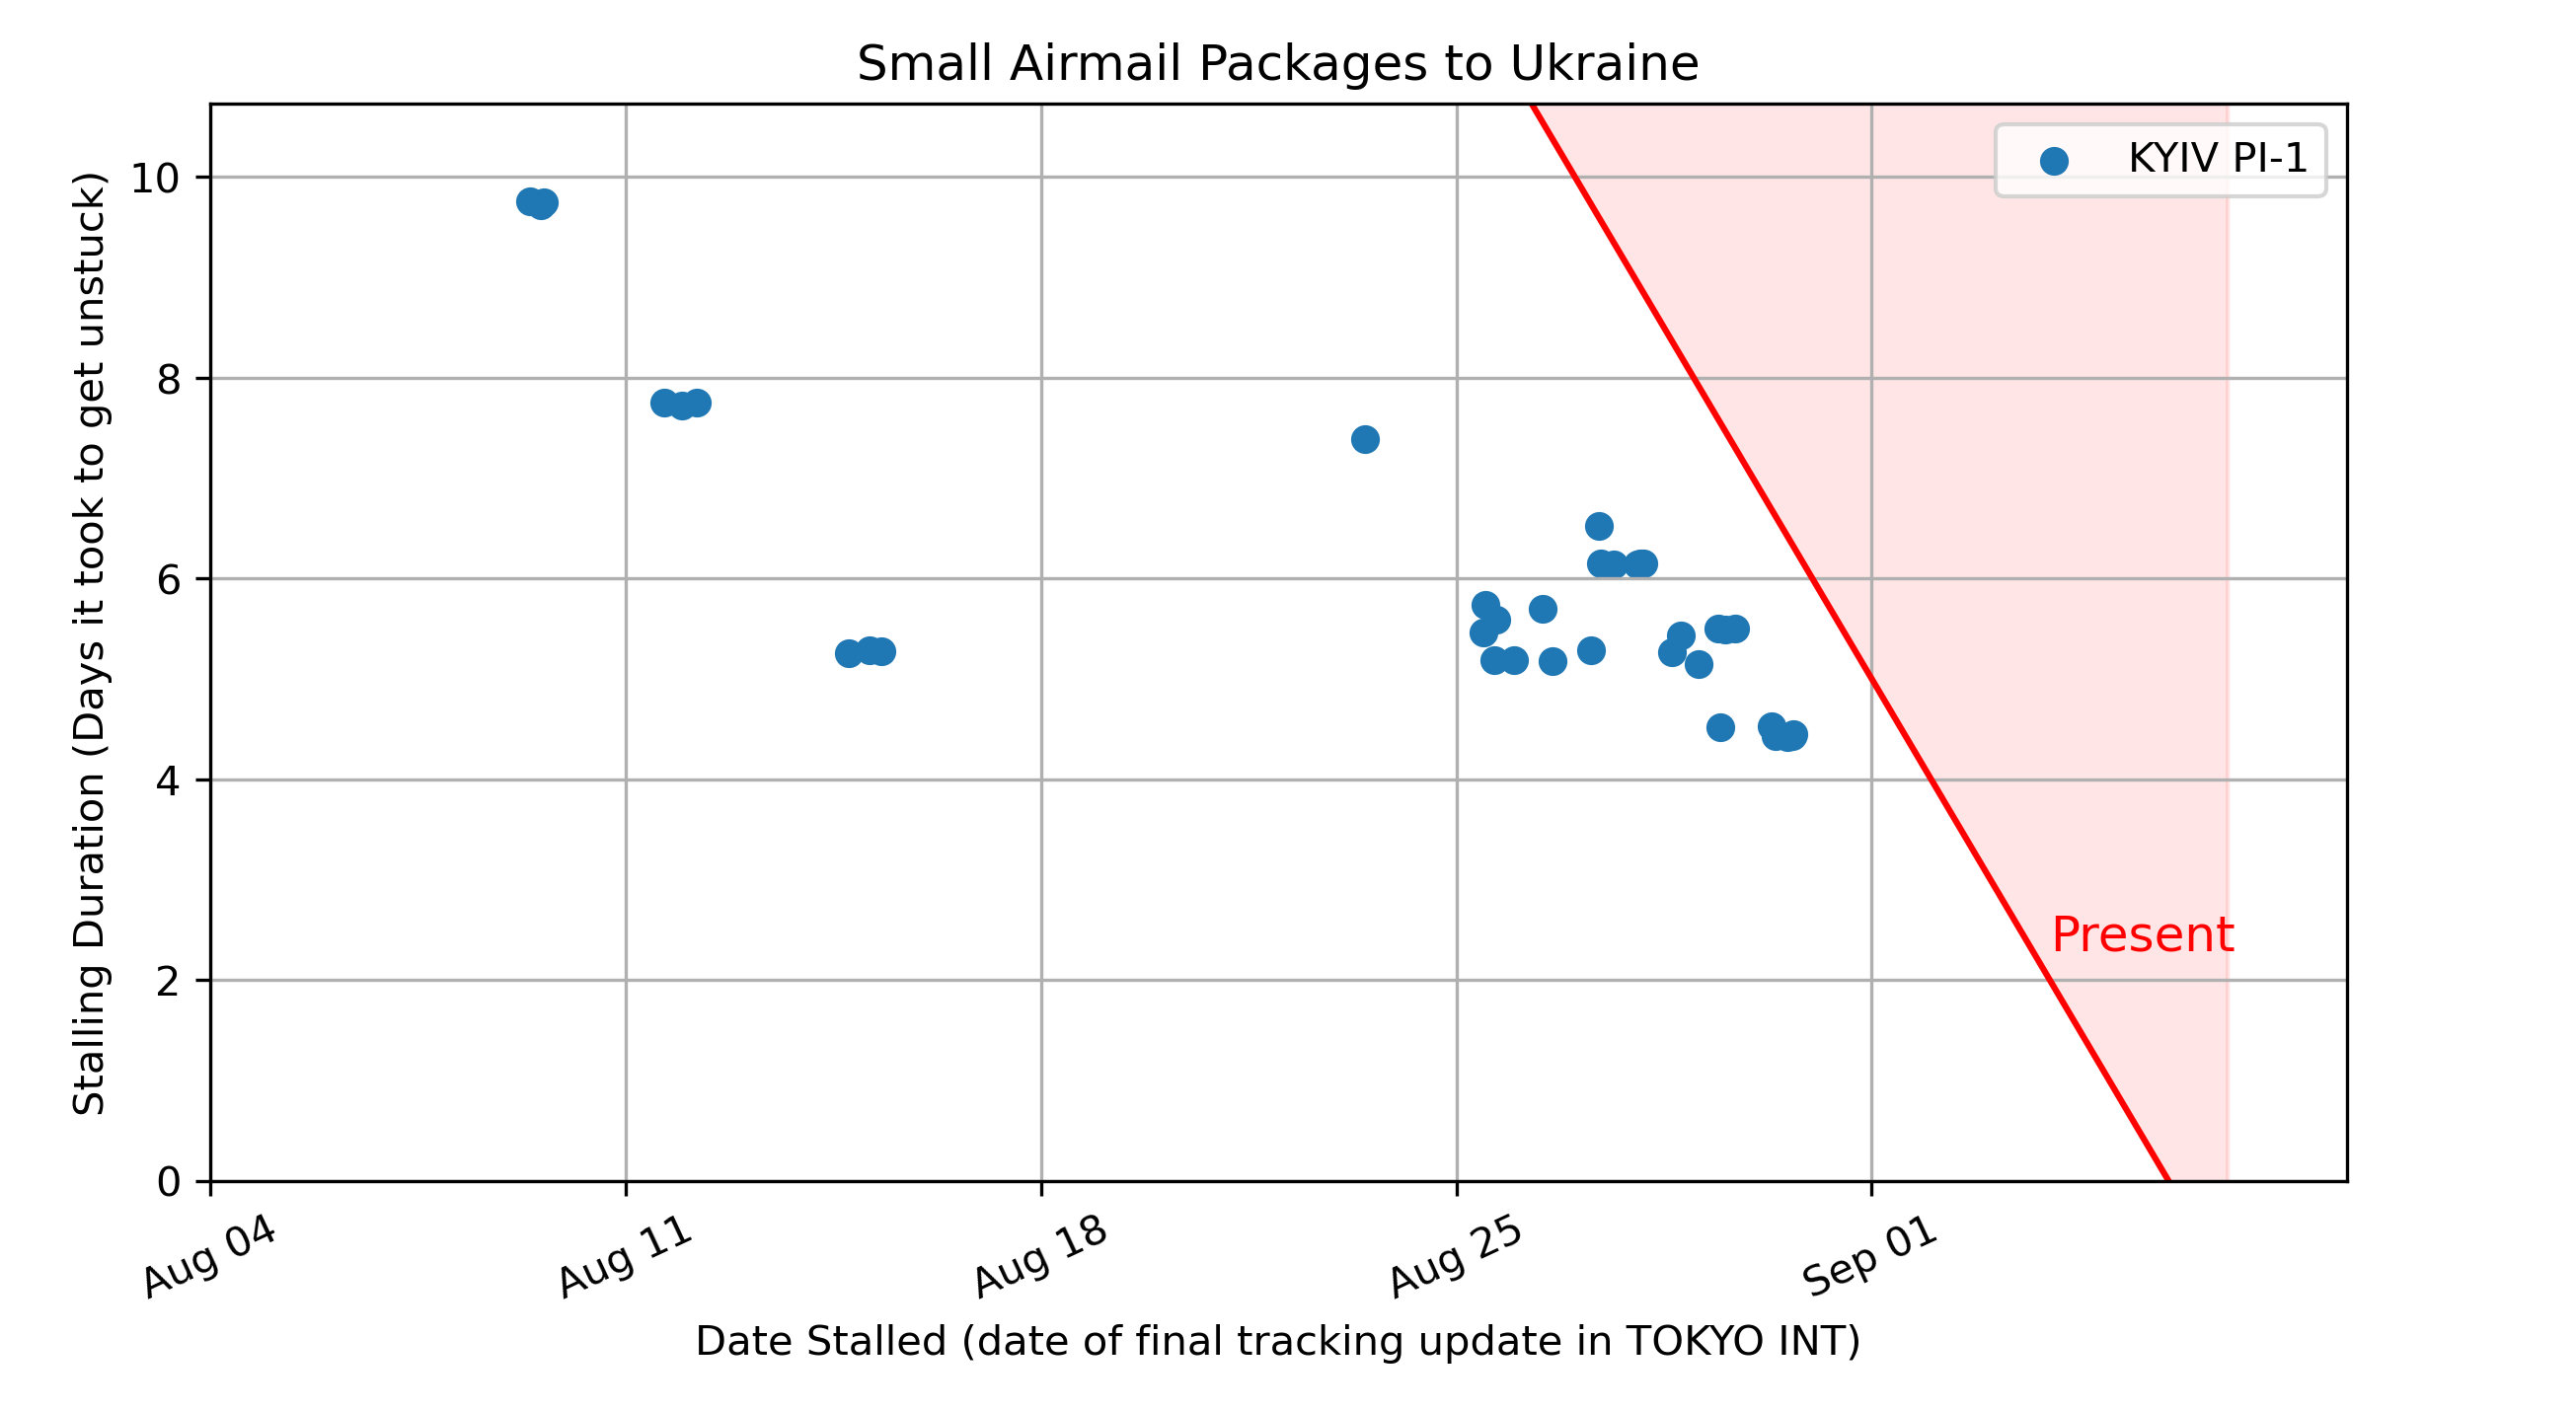 Small Airmail Packages to Ukraine
KYIV PI-1
Stalling Duration (Days it took to get unstuck)
10
8
6
4
2
0
Present
Aug 04
Aug 11
Aug 18
Aug 25
Sep 01
Date Stalled (date of final tracking update in TOKYO INT)